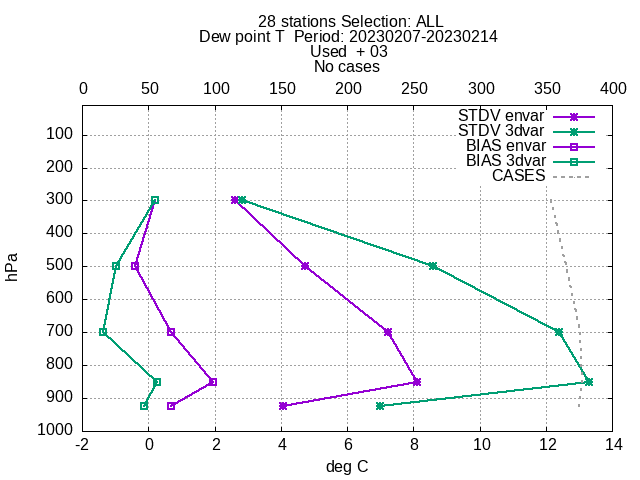 28 stations Selection: ALL
Dew point T  Period: 20230207-20230214
Used  + 03
No cases
0 50 100 150 200 250 300 350 400
STDV envar
STDV 3dvar
BIAS envar
BIAS 3dvar
CASES
100
200
300
400
500
600
700
800
900
1000
hPa
-2 0 2 4 6 8 10 12 14
deg C